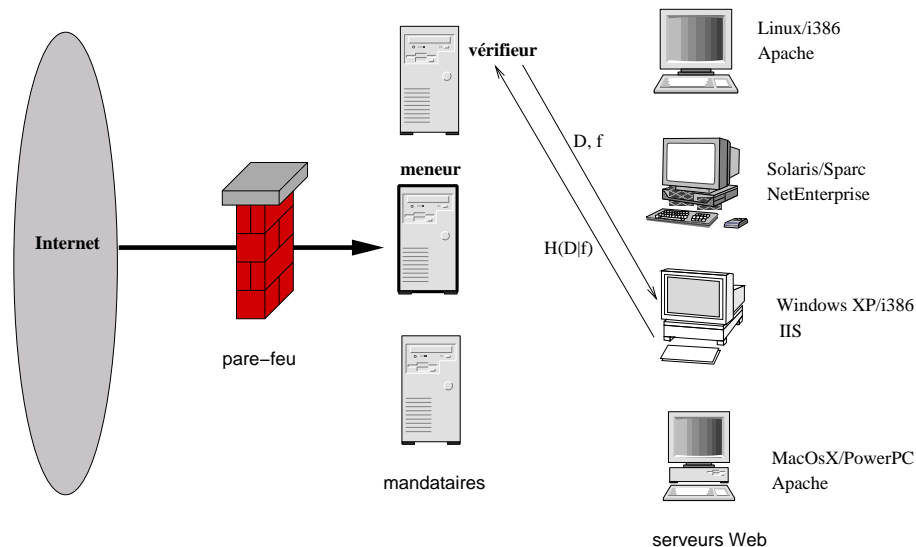 Linux/i386
Apache
vérifieur
D, f
Solaris/Sparc
NetEnterprise
meneur
Internet
H(D|f)
Windows XP/i386
IIS
pare–feu
MacOsX/PowerPC
Apache
mandataires
serveurs Web